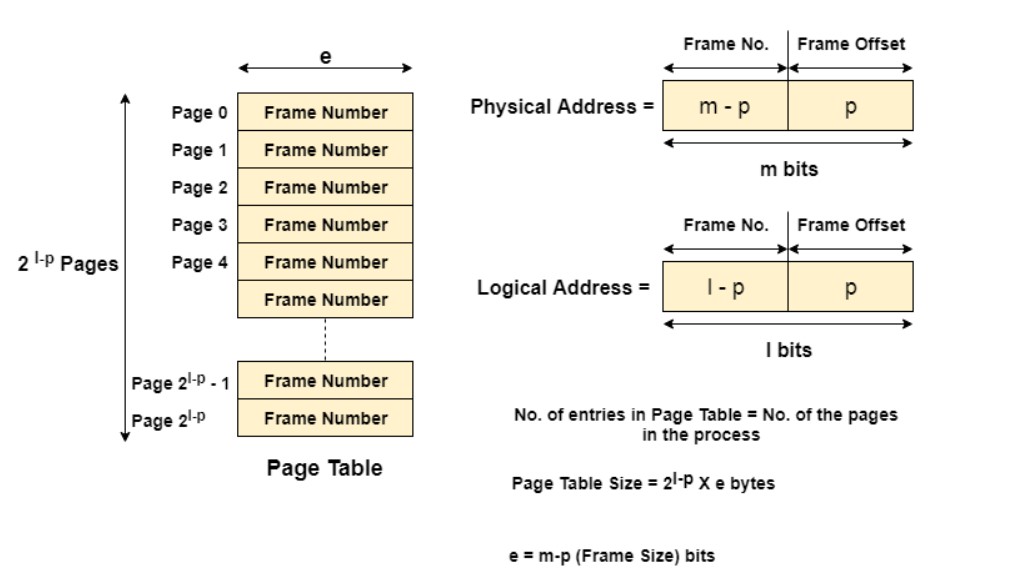 e
Page 0 Frame Number
Page 1 Frame Number
Page 2 Frame Number
Page 3 Frame Number
Page 4 Frame Number
Frame Number
2 l-p Pages
Page 2l-p - 1 Frame Number
Page 2l-p Frame Number
Page Table
Frame No. Frame Offset
Physical Address = m - p p
m bits
Frame No. Frame Offset
Logical Address = l - p p
l bits
No. of entries in Page Table = No. of the pages
in the process
Page Table Size = 2l-p X e bytes
e = m-p (Frame Size) bits